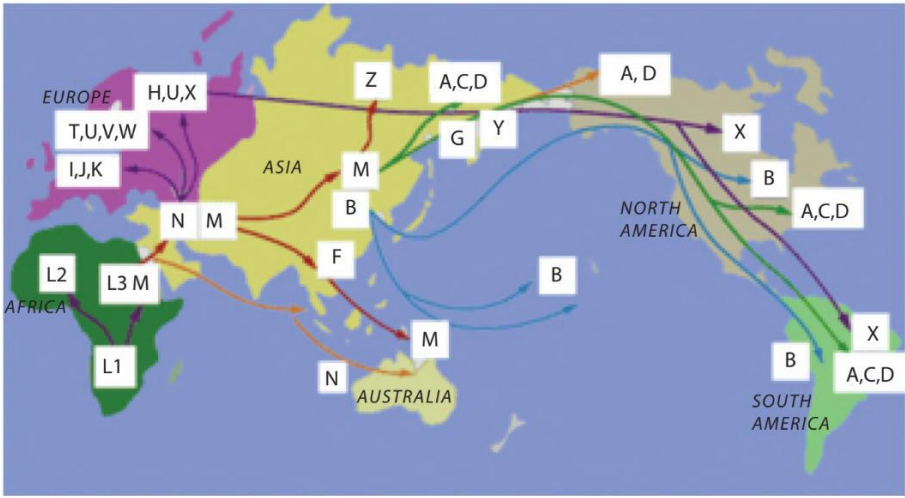 EUROPE
H,U,X
T,U,V,W
I,J,K
Z
A,C,D
A, D
G
Y
X
ASIA
M
B
B
NORTH
AMERICA
A,C,D
N
M
F
L2
L3 M
AFRICA
L1
B
M
N
AUSTRALIA
X
B
A,C,D
SOUTH
AMERICA